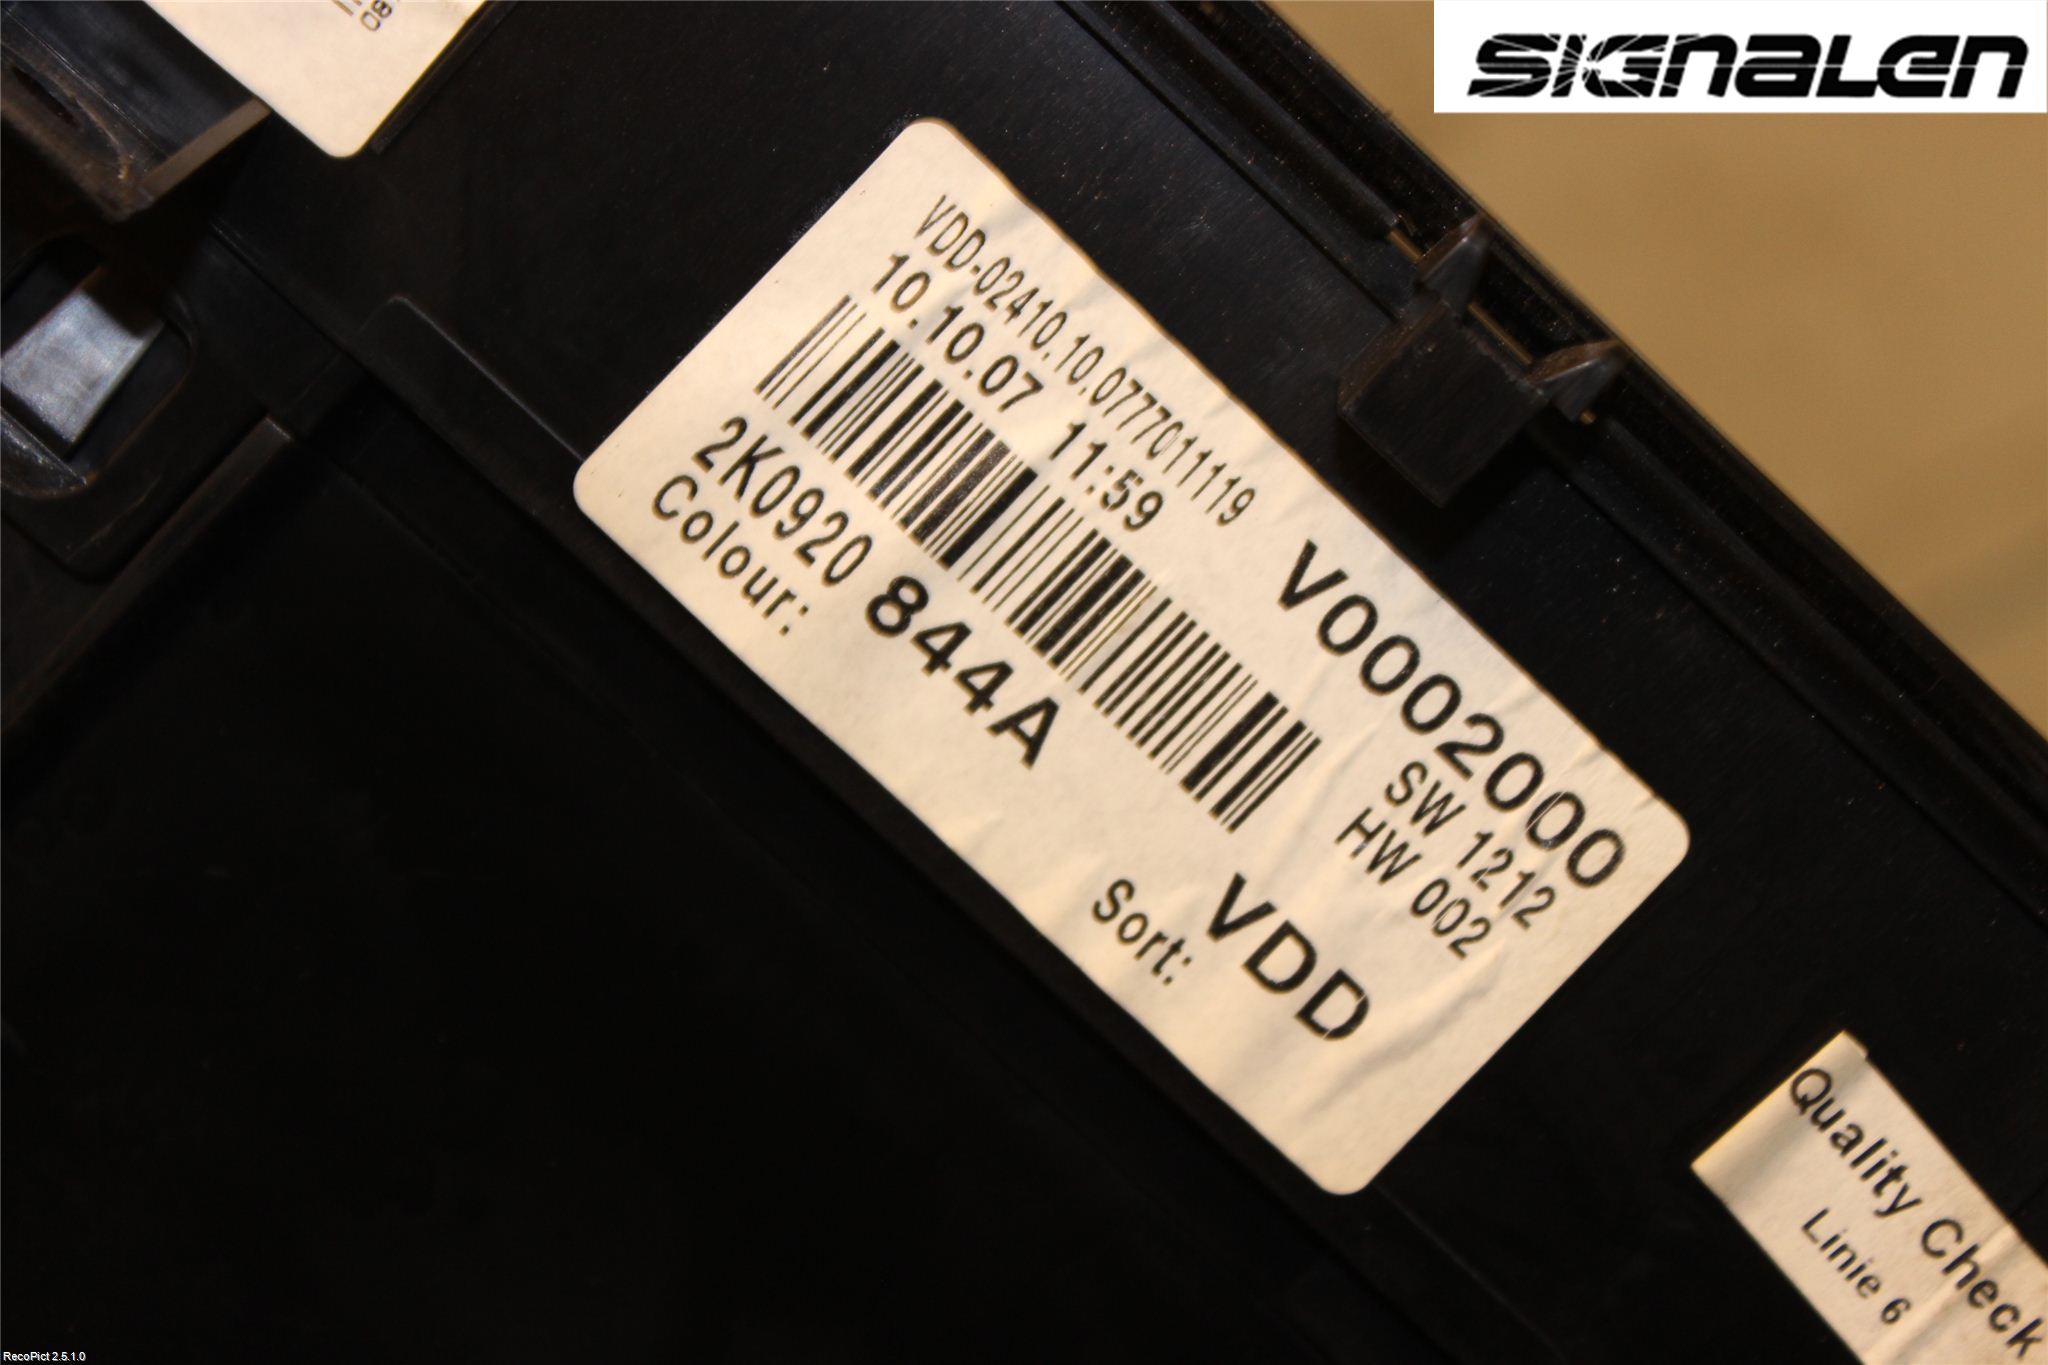 SIGNALEN
VDD-02410.10.077701119
10.10.07 11:59
V0002000
SW 1212
HW 002
2K0920 844A
VDD
Colour:
Sort:
Quality Check
Linie 6
RecoPict 2.5.1.0